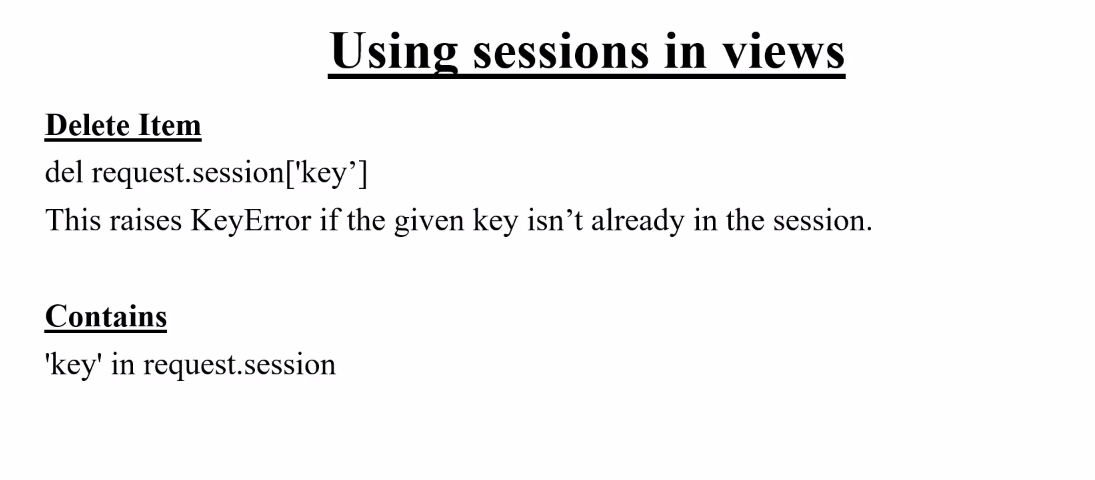 Using sessions in views
Delete Item
del request.session['key’]
This raises KeyError if the given key isn’t already in the session.
Contains
'key' in request.session